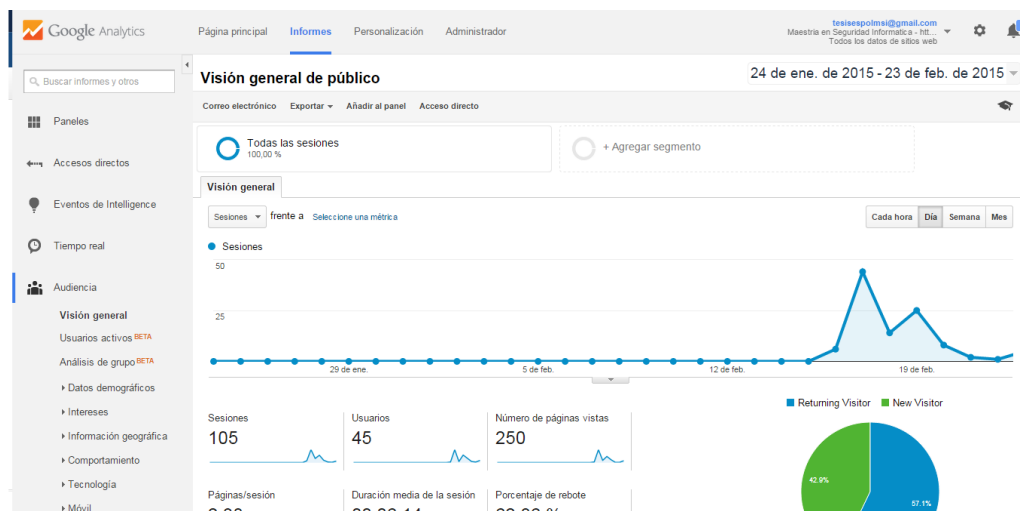 Google Analytics
Página principal
Informes
Personalización
Administrador
tesisespolmsi@gmail.com
Maestria en Seguridad Informatica - htt...
Todos los datos de sitios web
Buscar informes y otros
Paneles
Accesos directos
Eventos de Intelligence
Tiempo real
Audiencia
Visión general
Usuarios activos BETA
Análisis de grupo BETA
Datos demográficos
Intereses
Información geográfica
Comportamiento
Tecnología
Móvil
Visión general de público
24 de ene. de 2015 - 23 de feb. de 2015
Correo electrónico
Exportar
Añadir al panel
Acceso directo
Todas las sesiones
100,00 %
+ Agregar segmento
Visión general
Sesiones
frente a
Seleccione una métrica
Cada hora
Día
Semana
Mes
Sesiones
50
25
29 de ene.
5 de feb.
12 de feb.
19 de feb.
Returning Visitor
New Visitor
Sesiones
105
Usuarios
45
Número de páginas vistas
250
42.9%
57.1%
Páginas/sesión
Duración media de la sesión
Porcentaje de rebote